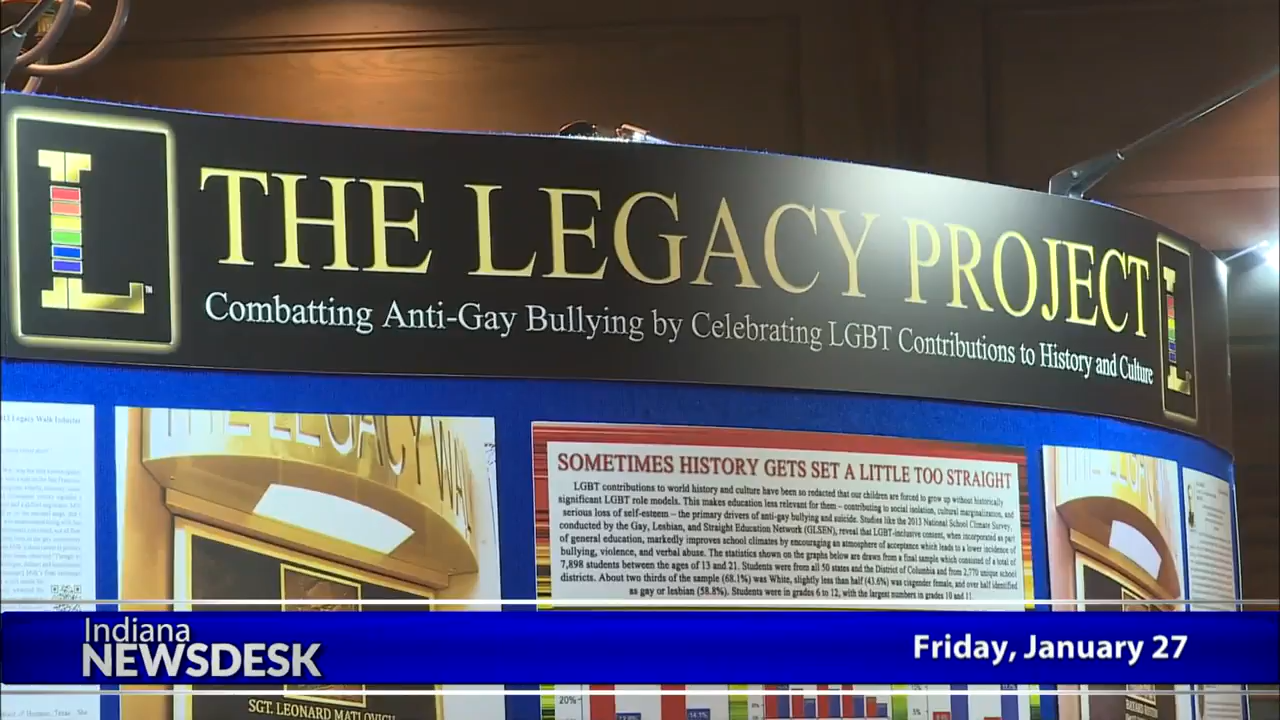 L
THE LEGACY PROJECT
Combatting Anti-Gay Bullying by Celebrating LGBT Contributions to History and Culture
L
THE LEGACY WA
SOMETIMES HISTORY GETS SET A LITTLE TOO STRAIGHT
LGBT contributions to world history and culture have been so redacted that our children are forced to grow up without historically
significant LGBT role models. This makes education less relevant for them – contributing to social isolation, cultural marginalization, and
serious loss of self-esteem – the primary drivers of anti-gay bullying and suicide. Studies like the 2013 National School Climate Survey,
conducted by the Gay, Lesbian, and Straight Education Network (GLSEN), reveal that LGBT-inclusive content, when incorporated as part
of general education, markedly improves school climates by encouraging an atmosphere of acceptance which leads to a lower incidence of
bullying, violence, and verbal abuse. The statistics shown on the graphs below are drawn from a final sample which consisted of a total of
7,898 students between the ages of 13 and 21. Students were from all 50 states and the District of Columbia and from 2,770 unique school
districts. About two thirds of the sample (68.1%) was White, slightly less than half (43.6%) was cisgender female, and over half identified
as gay or lesbian (58.8%). Students were in grades 6 to 12, with the largest numbers in grades 10 and 11.
Indiana
NEWSDESK
Friday, January 27
20%
5%
SGT. LEONARD MATLOVICH